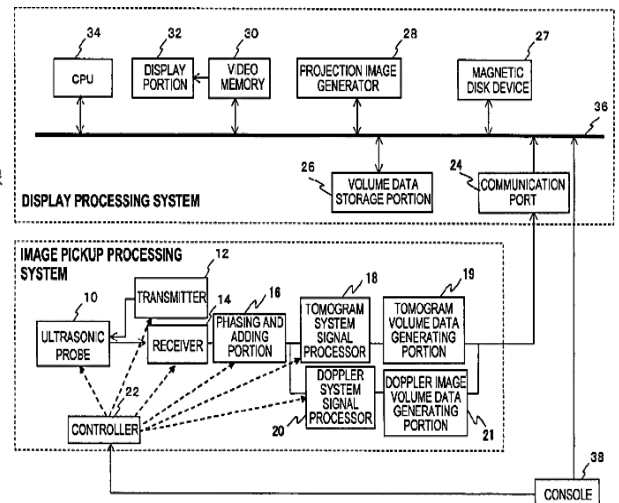 34
32
30
28
27
CPU
DISPLAY
PORTION
VIDEO
MEMORY
PROJECTION IMAGE
GENERATOR
MAGNETIC
DISK DEVICE
36
26
VOLUME DATA
STORAGE PORTION
24
COMMUNICATION
PORT
DISPLAY PROCESSING SYSTEM
IMAGE PICKUP PROCESSING
SYSTEM
12
10
TRANSMITTER
14
16
18
19
ULTRASONIC
PROBE
RECEIVER
PHASING AND
ADDING
PORTION
TOMOGRAM
SYSTEM
SIGNAL
PROCESSOR
TOMOGRAM
VOLUME DATA
GENERATING
PORTION
22
CONTROLLER
20
DOPPLER
SYSTEM
SIGNAL
PROCESSOR
DOPPLER IMAGE
VOLUME DATA
GENERATING
PORTION
21
38
CONSOLE